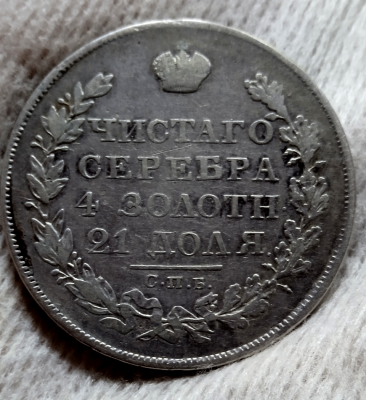 ЧИСТАГО
СЕРЕБРА
4 ЗОЛОТН
21 ДОЛЯ
С.П.Б.